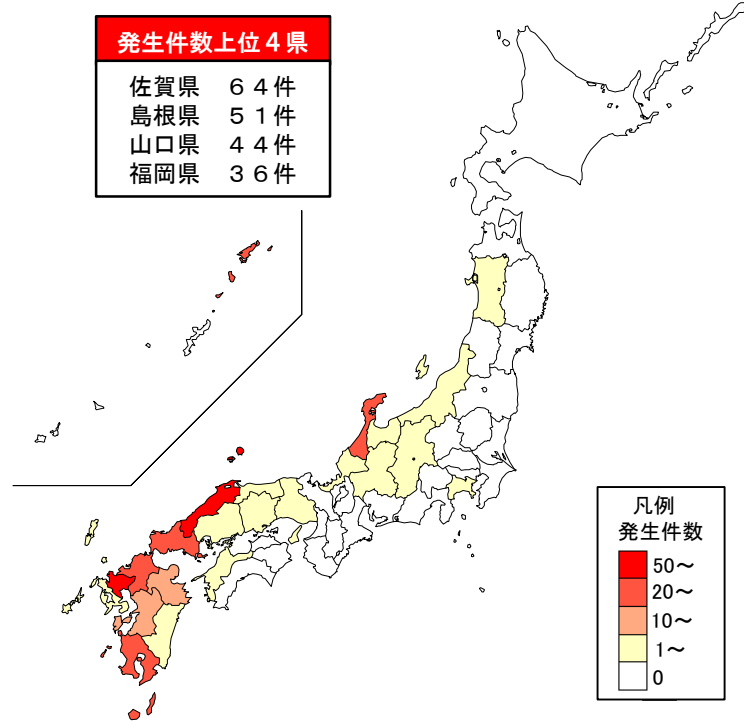 発生件数上位４県
佐賀県　６４件
島根県　５１件
山口県　４４件
福岡県　３６件
凡例
発生件数
50～
20～
10～
1～
0